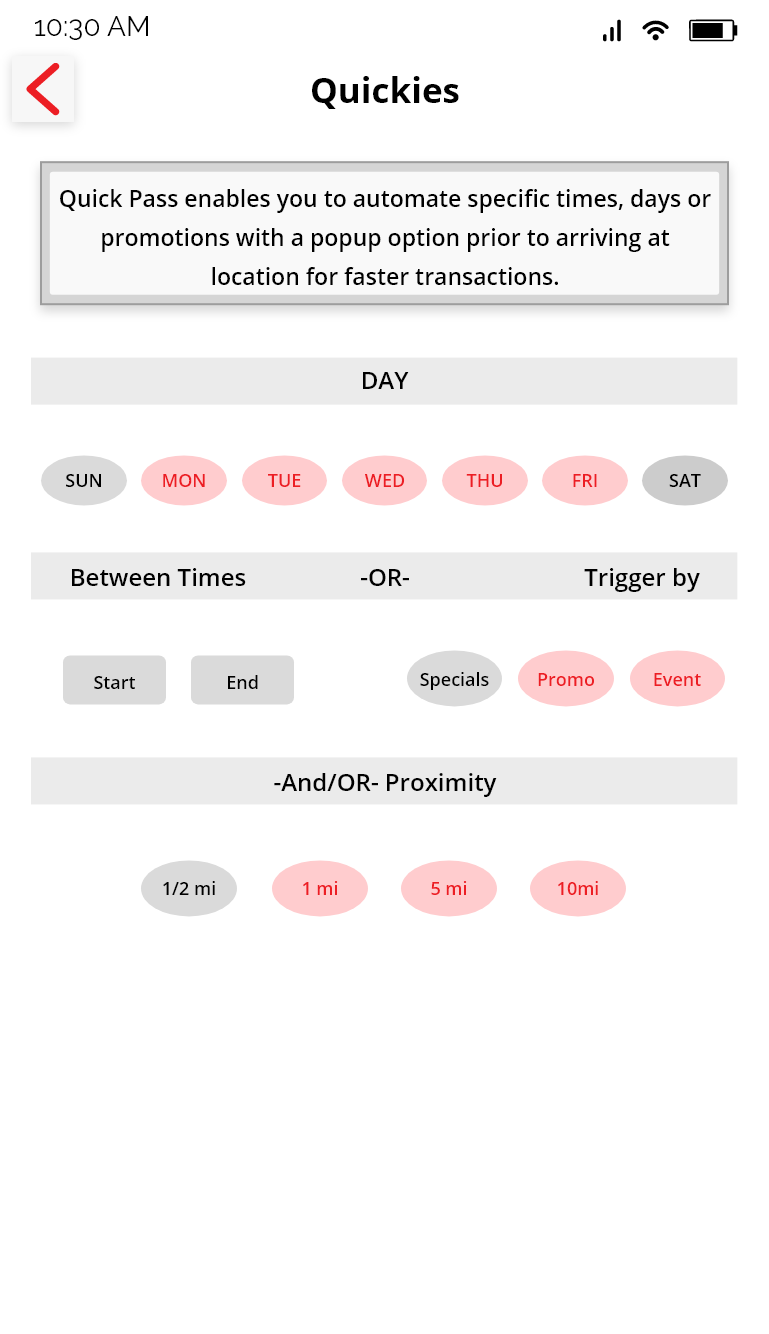 10:30 AM
Quickies
Quick Pass enables you to automate specific times, days or
promotions with a popup option prior to arriving at
location for faster transactions.
DAY
SUN MON TUE WED THU FRI SAT
Between Times -OR- Trigger by
Start End Specials Promo Event
-And/OR- Proximity
1/2 mi 1 mi 5 mi 10mi